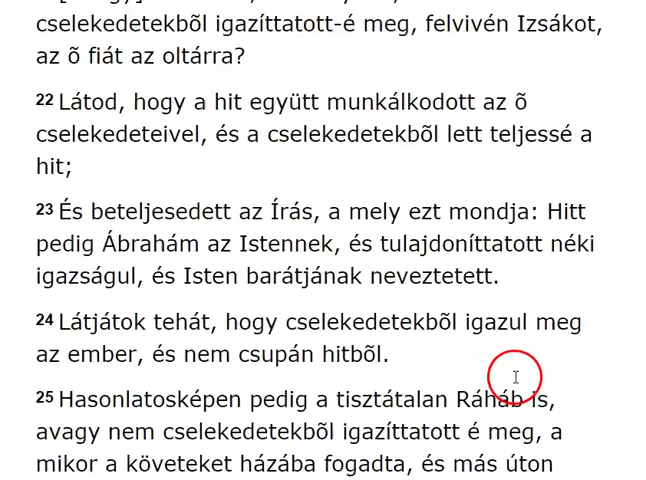 cselekedetekbõl igazíttatott-é meg, felvivén Izsákot,
az õ fiát az oltárra?
22 Látod, hogy a hit együtt munkálkodott az õ
cselekedeteivel, és a cselekedetekbõl lett teljessé a
hit;
23 És beteljesedett az Írás, a mely ezt mondja: Hitt
pedig Ábrahám az Istennek, és tulajdoníttatott néki
igazságul, és Isten barátjának neveztetett.
24 Látjátok tehát, hogy cselekedetekbõl igazul meg
az ember, és nem csupán hitbõl.
25 Hasonlatosképen pedig a tisztátalan Ráháb is,
avagy nem cselekedetekbõl igazíttatott é meg, a
mikor a követeket házába fogadta, és más úton